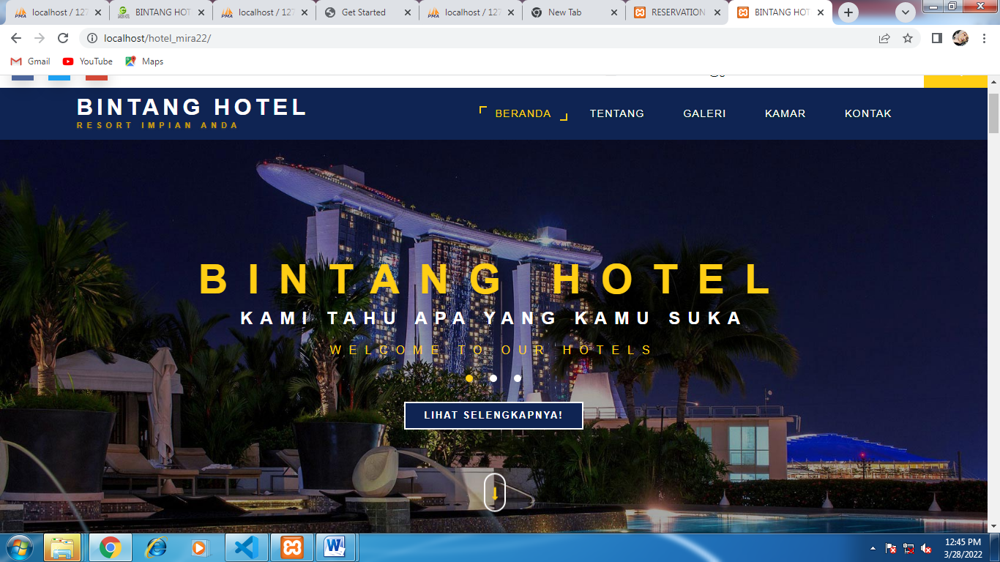 localhost / 127
BINTANG HOT
localhost / 127
Get Started
localhost / 127
New Tab
RESERVATION
BINTANG HOT
localhost/hotel_mira22/
Gmail
YouTube
Maps
BINTANG HOTEL
RESORT IMPIAN ANDA
BERANDA
TENTANG
GALERI
KAMAR
KONTAK
BINTANG HOTEL
KAMI TAHU APA YANG KAMU SUKA
WELCOME TO OUR HOTELS
LIHAT SELENGKAPNYA!
12:45 PM
3/28/2022